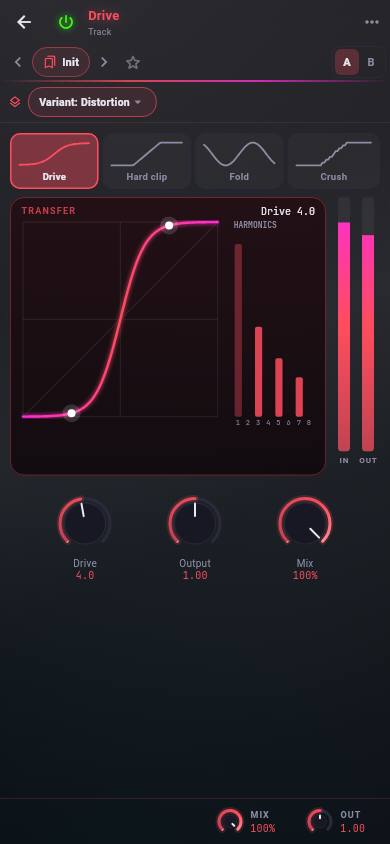 Drive
Track
Init
A B
Variant: Distortion
Drive Hard clip Fold Crush
TRANSFER
Drive 4.0
HARMONICS
1 2 3 4 5 6 7 8
IN OUT
Drive Output Mix
4.0 1.00 100%
MIX OUT
100% 1.00